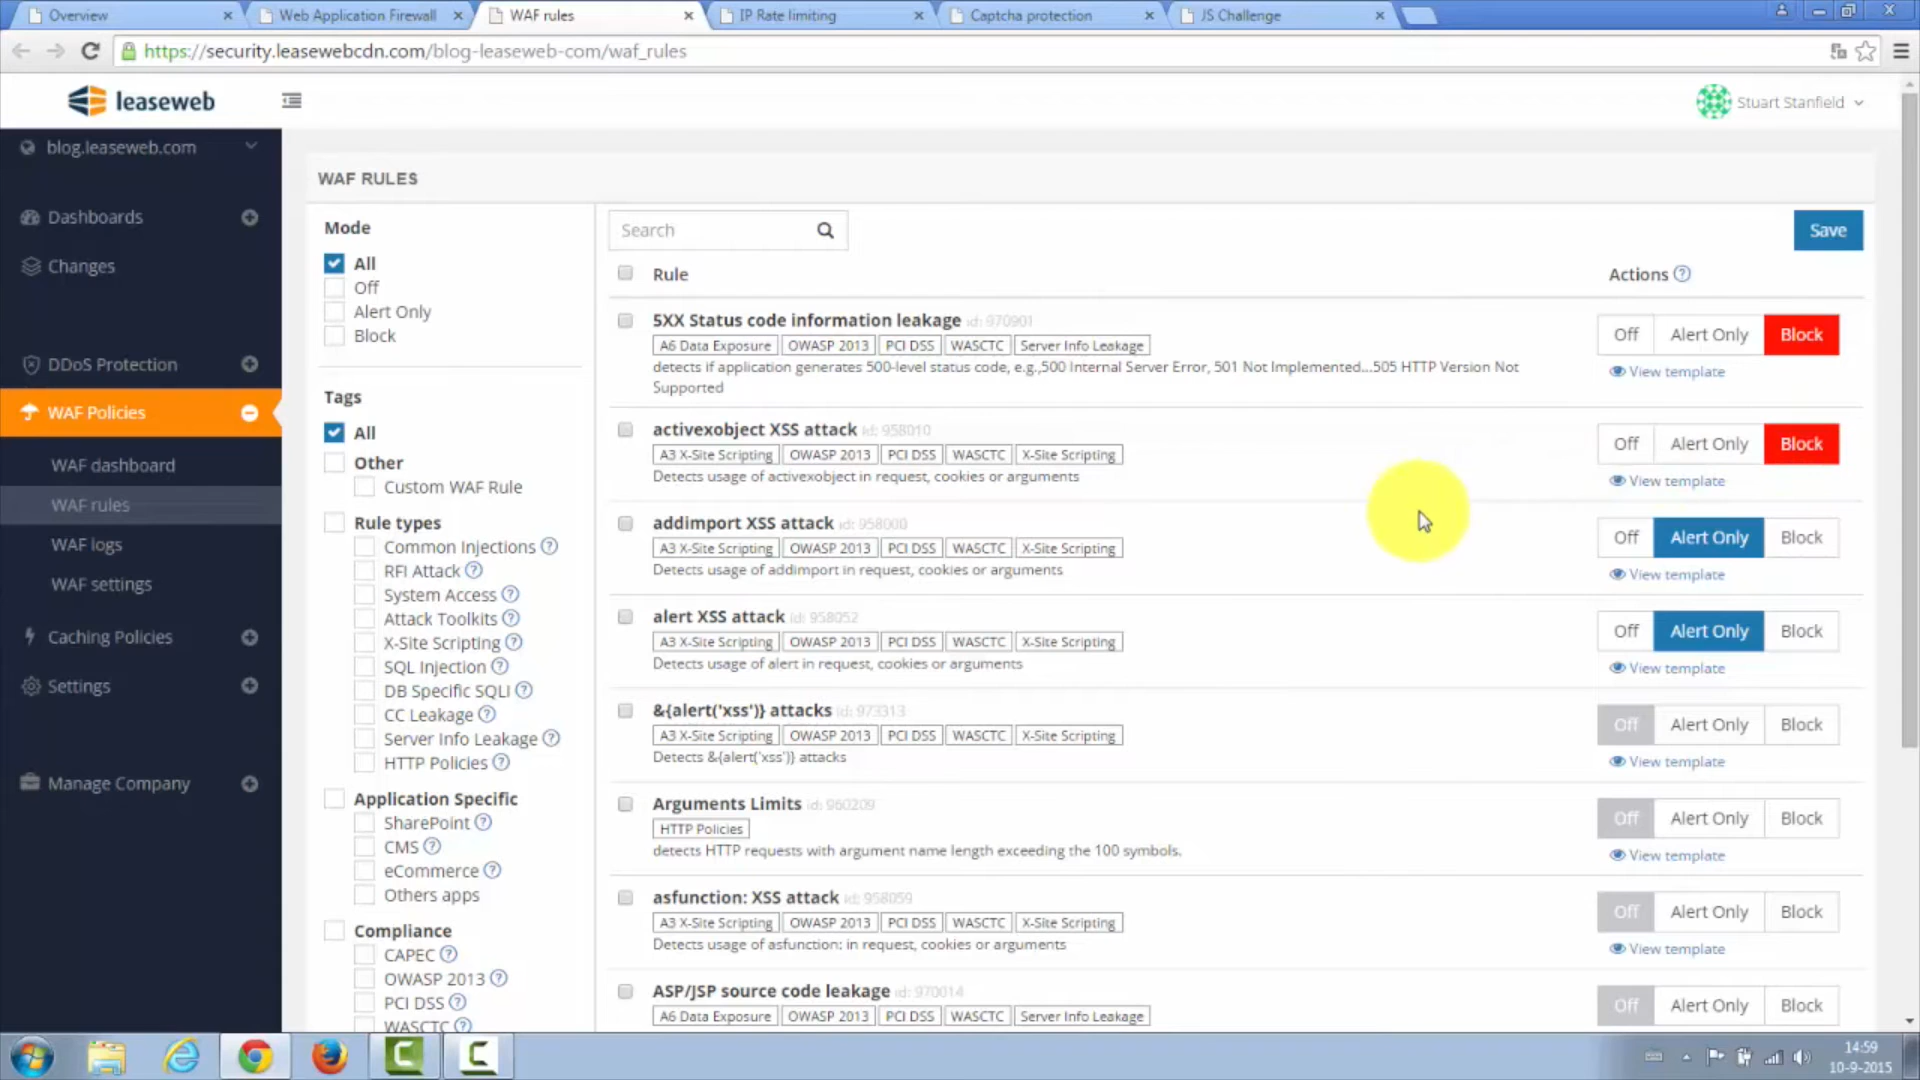 Overview
Web Application Firewall
WAF rules
IP Rate limiting
Captcha protection
JS Challenge
https://security.leasewebcdn.com/blog-leaseweb-com/waf_rules
leaseweb
Stuart Stanfield
blog.leaseweb.com
Dashboards
Changes
DDoS Protection
WAF Policies
WAF dashboard
WAF rules
WAF logs
WAF settings
Caching Policies
Settings
Manage Company
WAF RULES
Mode
All
Off
Alert Only
Block
Tags
All
Other
Custom WAF Rule
Rule types
Common Injections
RFI Attack
System Access
Attack Toolkits
X-Site Scripting
SQL Injection
DB Specific SQLI
CC Leakage
Server Info Leakage
HTTP Policies
Application Specific
SharePoint
CMS
eCommerce
Others apps
Compliance
CAPEC
OWASP 2013
PCI DSS
WASCTC
Search
Save
Rule
Actions
5XX Status code information leakage id: 970901
A6 Data Exposure OWASP 2013 PCI DSS WASCTC Server Info Leakage
detects if application generates 500-level status code, e.g.,500 Internal Server Error, 501 Not Implemented...505 HTTP Version Not
Supported
Off Alert Only Block
View template
activexobject XSS attack id: 958010
A3 X-Site Scripting OWASP 2013 PCI DSS WASCTC X-Site Scripting
Detects usage of activexobject in request, cookies or arguments
Off Alert Only Block
View template
addimport XSS attack id: 958000
A3 X-Site Scripting OWASP 2013 PCI DSS WASCTC X-Site Scripting
Detects usage of addimport in request, cookies or arguments
Off Alert Only Block
View template
alert XSS attack id: 958052
A3 X-Site Scripting OWASP 2013 PCI DSS WASCTC X-Site Scripting
Detects usage of alert in request, cookies or arguments
Off Alert Only Block
View template
&{alert('xss')} attacks id: 973313
A3 X-Site Scripting OWASP 2013 PCI DSS WASCTC X-Site Scripting
Detects &{alert('xss')} attacks
Off Alert Only Block
View template
Arguments Limits id: 960209
HTTP Policies
detects HTTP requests with argument name length exceeding the 100 symbols.
Off Alert Only Block
View template
asfunction: XSS attack id: 958059
A3 X-Site Scripting OWASP 2013 PCI DSS WASCTC X-Site Scripting
Detects usage of asfunction: in request, cookies or arguments
Off Alert Only Block
View template
ASP/JSP source code leakage id: 970014
A6 Data Exposure OWASP 2013 PCI DSS WASCTC Server Info Leakage
Off Alert Only Block
14:59
10-9-2015